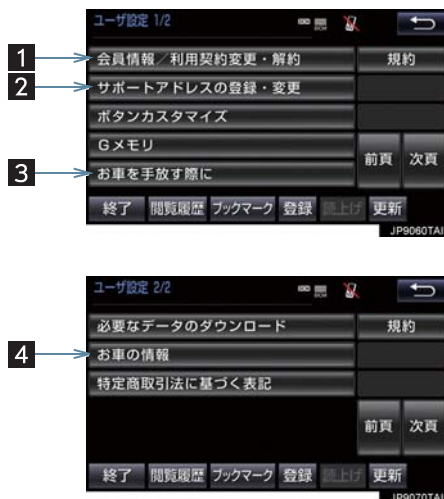 ユーザ設定 1/2
1 会員情報／利用契約変更・解約 規約
2 サポートアドレスの登録・変更
ボタンカスタマイズ
Gメモリ
前頁 次頁
3 お車を手放す際に
終了 閲覧履歴 ブックマーク 登録 読上げ 更新
JP9060TAI
ユーザ設定 2/2
必要なデータのダウンロード 規約
4 お車の情報
特定商取引法に基づく表記
前頁 次頁
終了 閲覧履歴 ブックマーク 登録 読上げ 更新
JP9070TAI